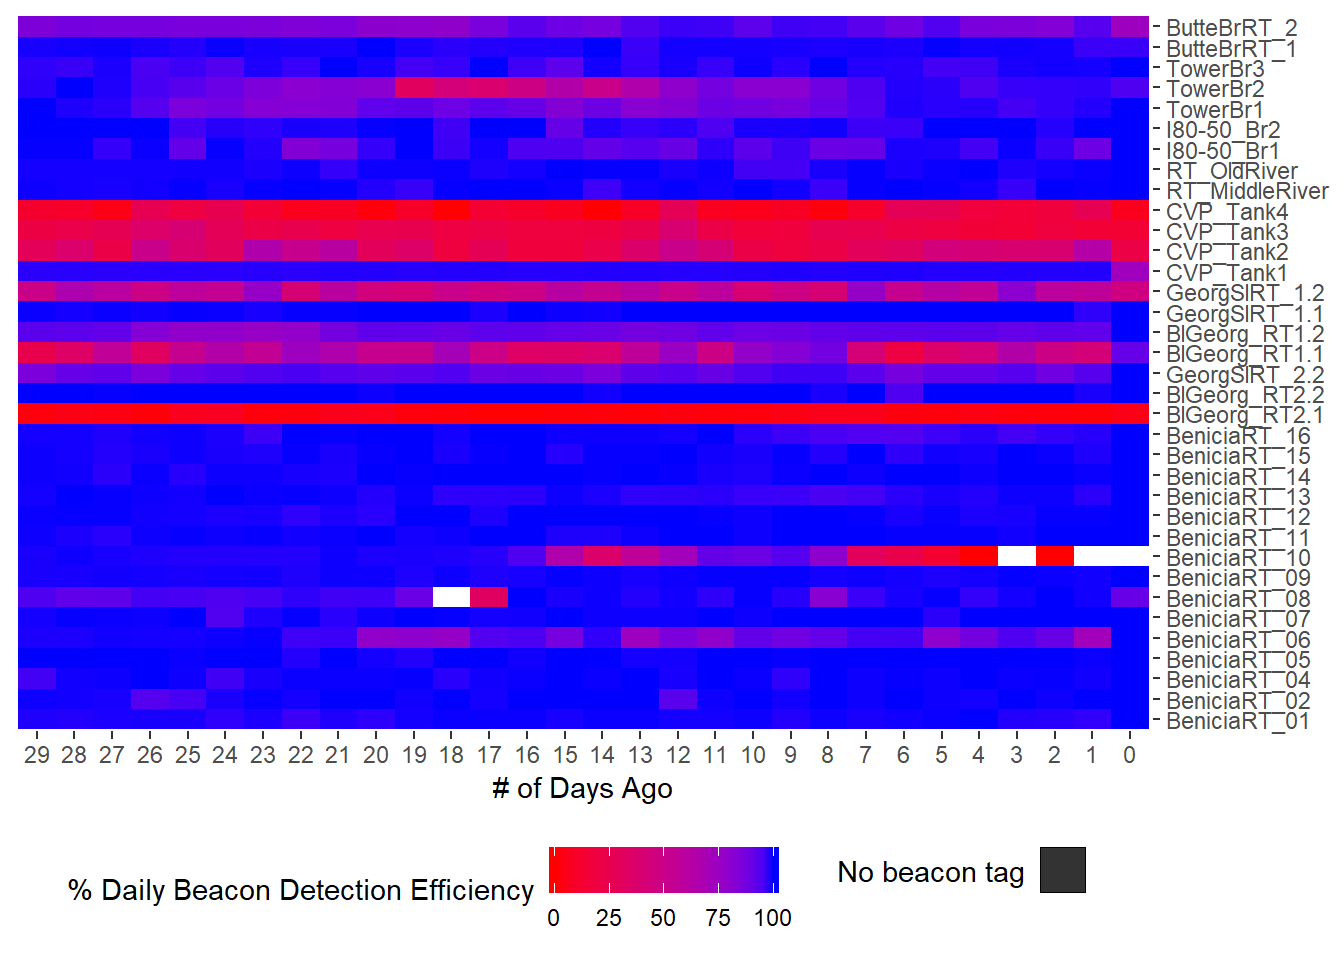 ButteBrRT_2
ButteBrRT_1
TowerBr3
TowerBr2
TowerBr1
I80-50_Br2
I80-50_Br1
RT_OldRiver
RT_MiddleRiver
CVP_Tank4
CVP_Tank3
CVP_Tank2
CVP_Tank1
GeorgSlRT_1.2
GeorgSlRT_1.1
BlGeorg_RT1.2
BlGeorg_RT1.1
GeorgSlRT_2.2
BlGeorg_RT2.2
BlGeorg_RT2.1
BeniciaRT_16
BeniciaRT_15
BeniciaRT_14
BeniciaRT_13
BeniciaRT_12
BeniciaRT_11
BeniciaRT_10
BeniciaRT_09
BeniciaRT_08
BeniciaRT_07
BeniciaRT_06
BeniciaRT_05
BeniciaRT_04
BeniciaRT_02
BeniciaRT_01
29 28 27 26 25 24 23 22 21 20 19 18 17 16 15 14 13 12 11 10 9 8 7 6 5 4 3 2 1 0
# of Days Ago
% Daily Beacon Detection Efficiency
0 25 50 75 100
No beacon tag